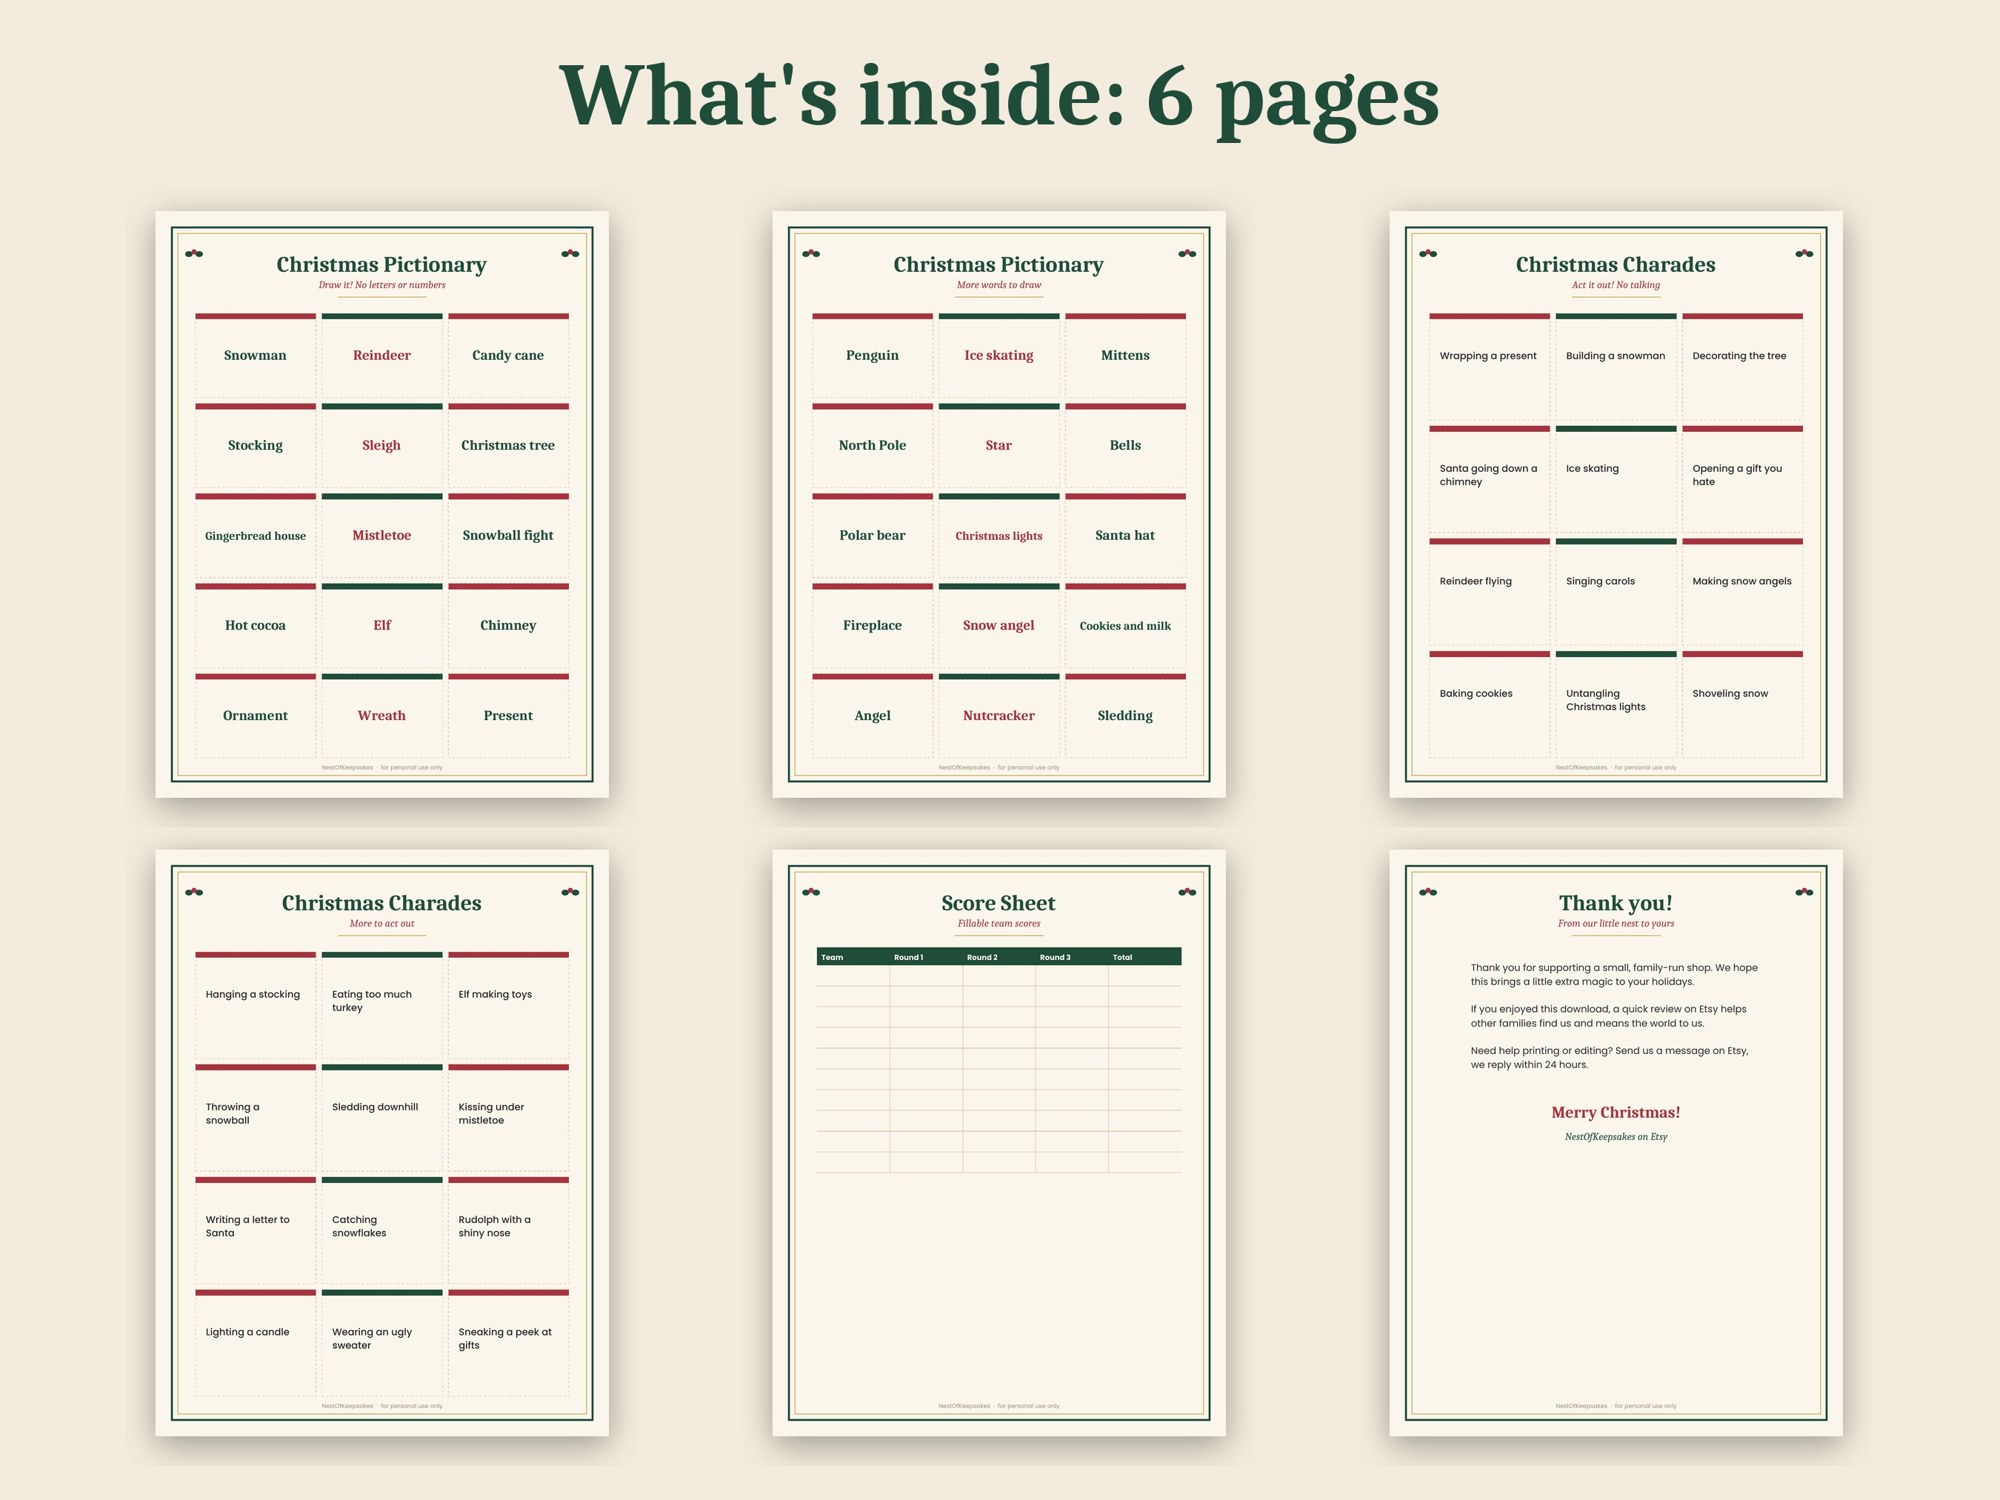 What's inside: 6 pages
Christmas Pictionary
Draw it! No letters or numbers
Snowman
Reindeer
Candy cane
Stocking
Sleigh
Christmas tree
Gingerbread house
Mistletoe
Snowball fight
Hot cocoa
Elf
Chimney
Ornament
Wreath
Present
NestOfKeepsakes · for personal use only
Christmas Pictionary
More words to draw
Penguin
Ice skating
Mittens
North Pole
Star
Bells
Polar bear
Christmas lights
Santa hat
Fireplace
Snow angel
Cookies and milk
Angel
Nutcracker
Sledding
NestOfKeepsakes · for personal use only
Christmas Charades
Act it out! No talking
Wrapping a present
Building a snowman
Decorating the tree
Santa going down a
chimney
Ice skating
Opening a gift you
hate
Reindeer flying
Singing carols
Making snow angels
Baking cookies
Untangling
Christmas lights
Shoveling snow
NestOfKeepsakes · for personal use only
Christmas Charades
More to act out
Hanging a stocking
Eating too much
turkey
Elf making toys
Throwing a
snowball
Sledding downhill
Kissing under
mistletoe
Writing a letter to
Santa
Catching
snowflakes
Rudolph with a
shiny nose
Lighting a candle
Wearing an ugly
sweater
Sneaking a peek at
gifts
NestOfKeepsakes · for personal use only
Score Sheet
Fillable team scores
Team Round 1 Round 2 Round 3 Total
NestOfKeepsakes · for personal use only
Thank you!
From our little nest to yours
Thank you for supporting a small, family-run shop. We hope
this brings a little extra magic to your holidays.
If you enjoyed this download, a quick review on Etsy helps
other families find us and means the world to us.
Need help printing or editing? Send us a message on Etsy,
we reply within 24 hours.
Merry Christmas!
NestOfKeepsakes on Etsy
NestOfKeepsakes · for personal use only